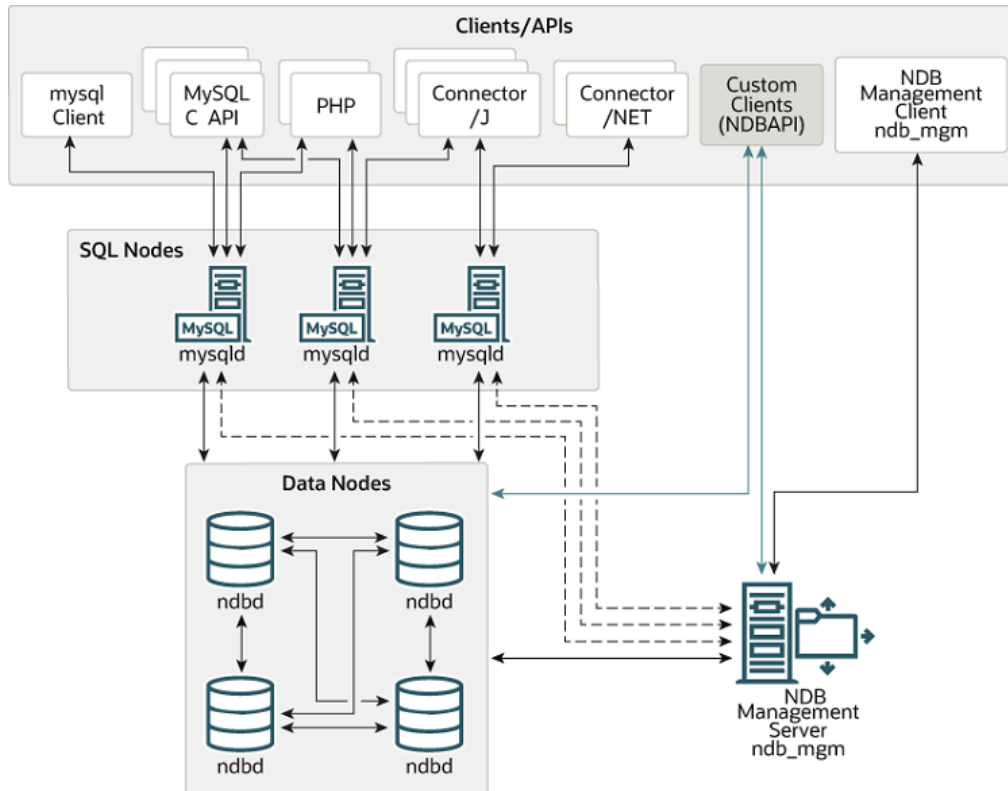 Clients/APIs
mysql
Client
MySQL
C API
PHP
Connector
/J
Connector
/NET
Custom
Clients
(NDBAPI)
NDB
Management
Client
ndb_mgm
SQL Nodes
MySQL
mysqld
MySQL
mysqld
MySQL
mysqld
Data Nodes
ndbd
ndbd
ndbd
ndbd
NDB
Management
Server
ndb_mgm